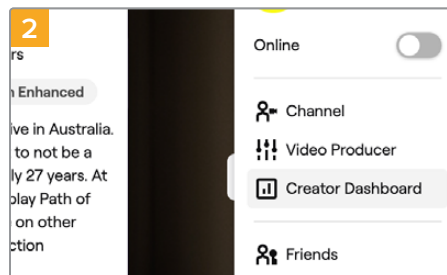 2
rs
n Enhanced
ive in Australia.
to not be a
ly 27 years. At
play Path of
on other
ction
Online
Channel
Video Producer
Creator Dashboard
Friends